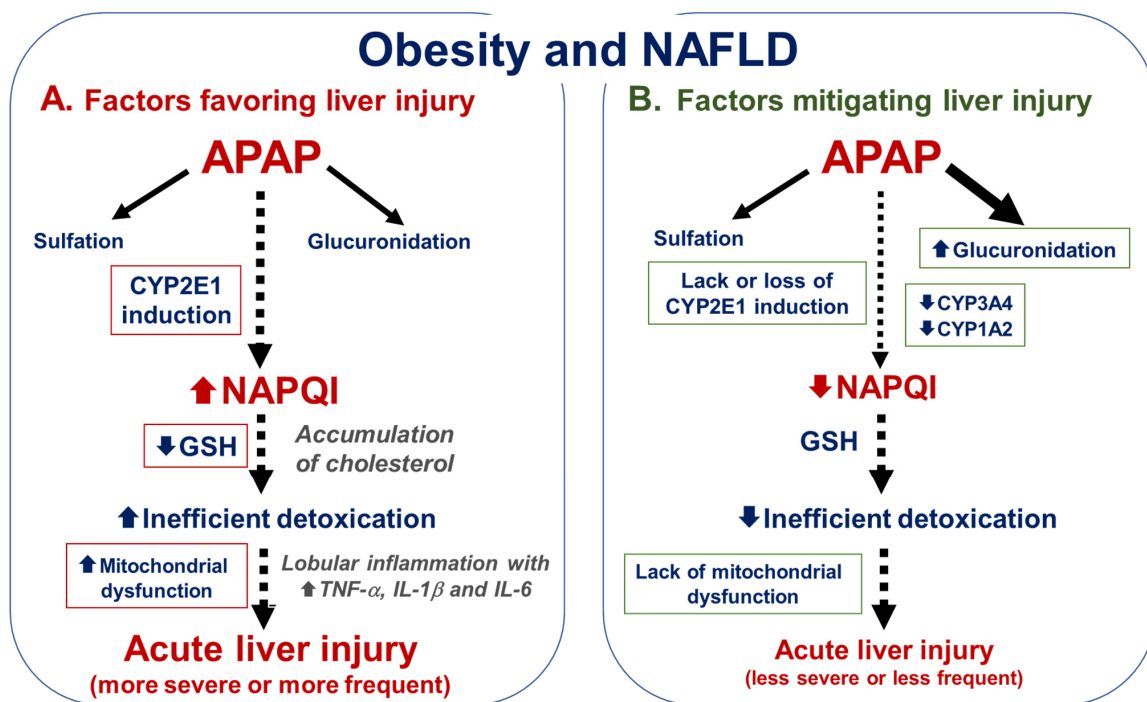 Obesity and NAFLD
A. Factors favoring liver injury
APAP
Sulfation
Glucuronidation
CYP2E1
induction
⬆NAPQI
⬇GSH
Accumulation
of cholesterol
⬆Inefficient detoxication
⬆Mitochondrial
dysfunction
Lobular inflammation with
⬆TNF-α, IL-1β and IL-6
Acute liver injury
(more severe or more frequent)
B. Factors mitigating liver injury
APAP
Sulfation
⬆Glucuronidation
Lack or loss of
CYP2E1 induction
⬇CYP3A4
⬇CYP1A2
⬇NAPQI
GSH
⬇Inefficient detoxication
Lack of mitochondrial
dysfunction
Acute liver injury
(less severe or less frequent)